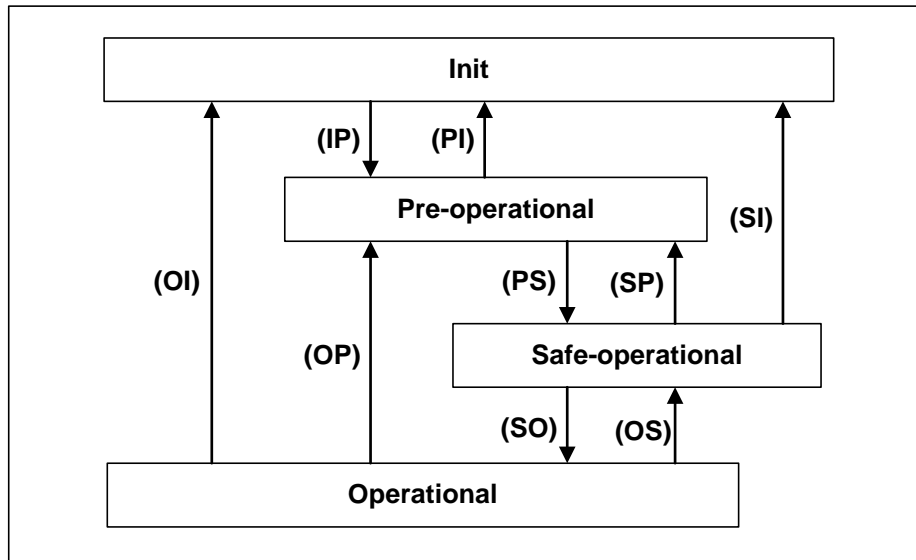 Init
(IP)
(PI)
Pre-operational
(SI)
(OI)
(PS)
(SP)
(OP)
Safe-operational
(SO)
(OS)
Operational